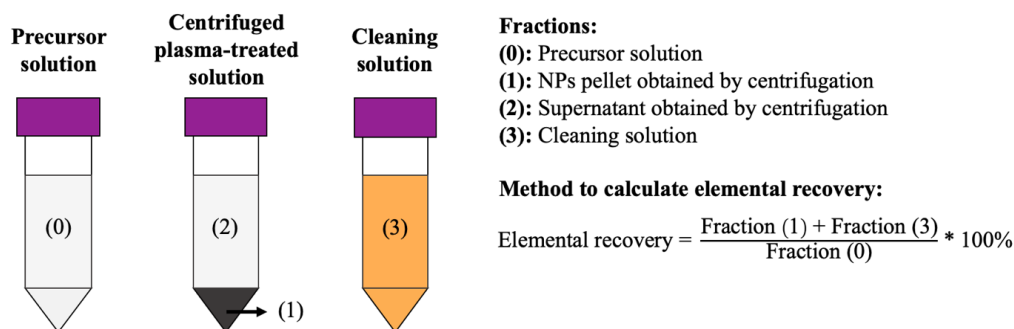 Precursor
solution
Centrifuged
plasma-treated
solution
Cleaning
solution
(0)
(2)
(1)
(3)
Fractions:
(0): Precursor solution
(1): NPs pellet obtained by centrifugation
(2): Supernatant obtained by centrifugation
(3): Cleaning solution
Method to calculate elemental recovery:
Elemental recovery = Fraction (1) + Fraction (3) / Fraction (0) * 100%